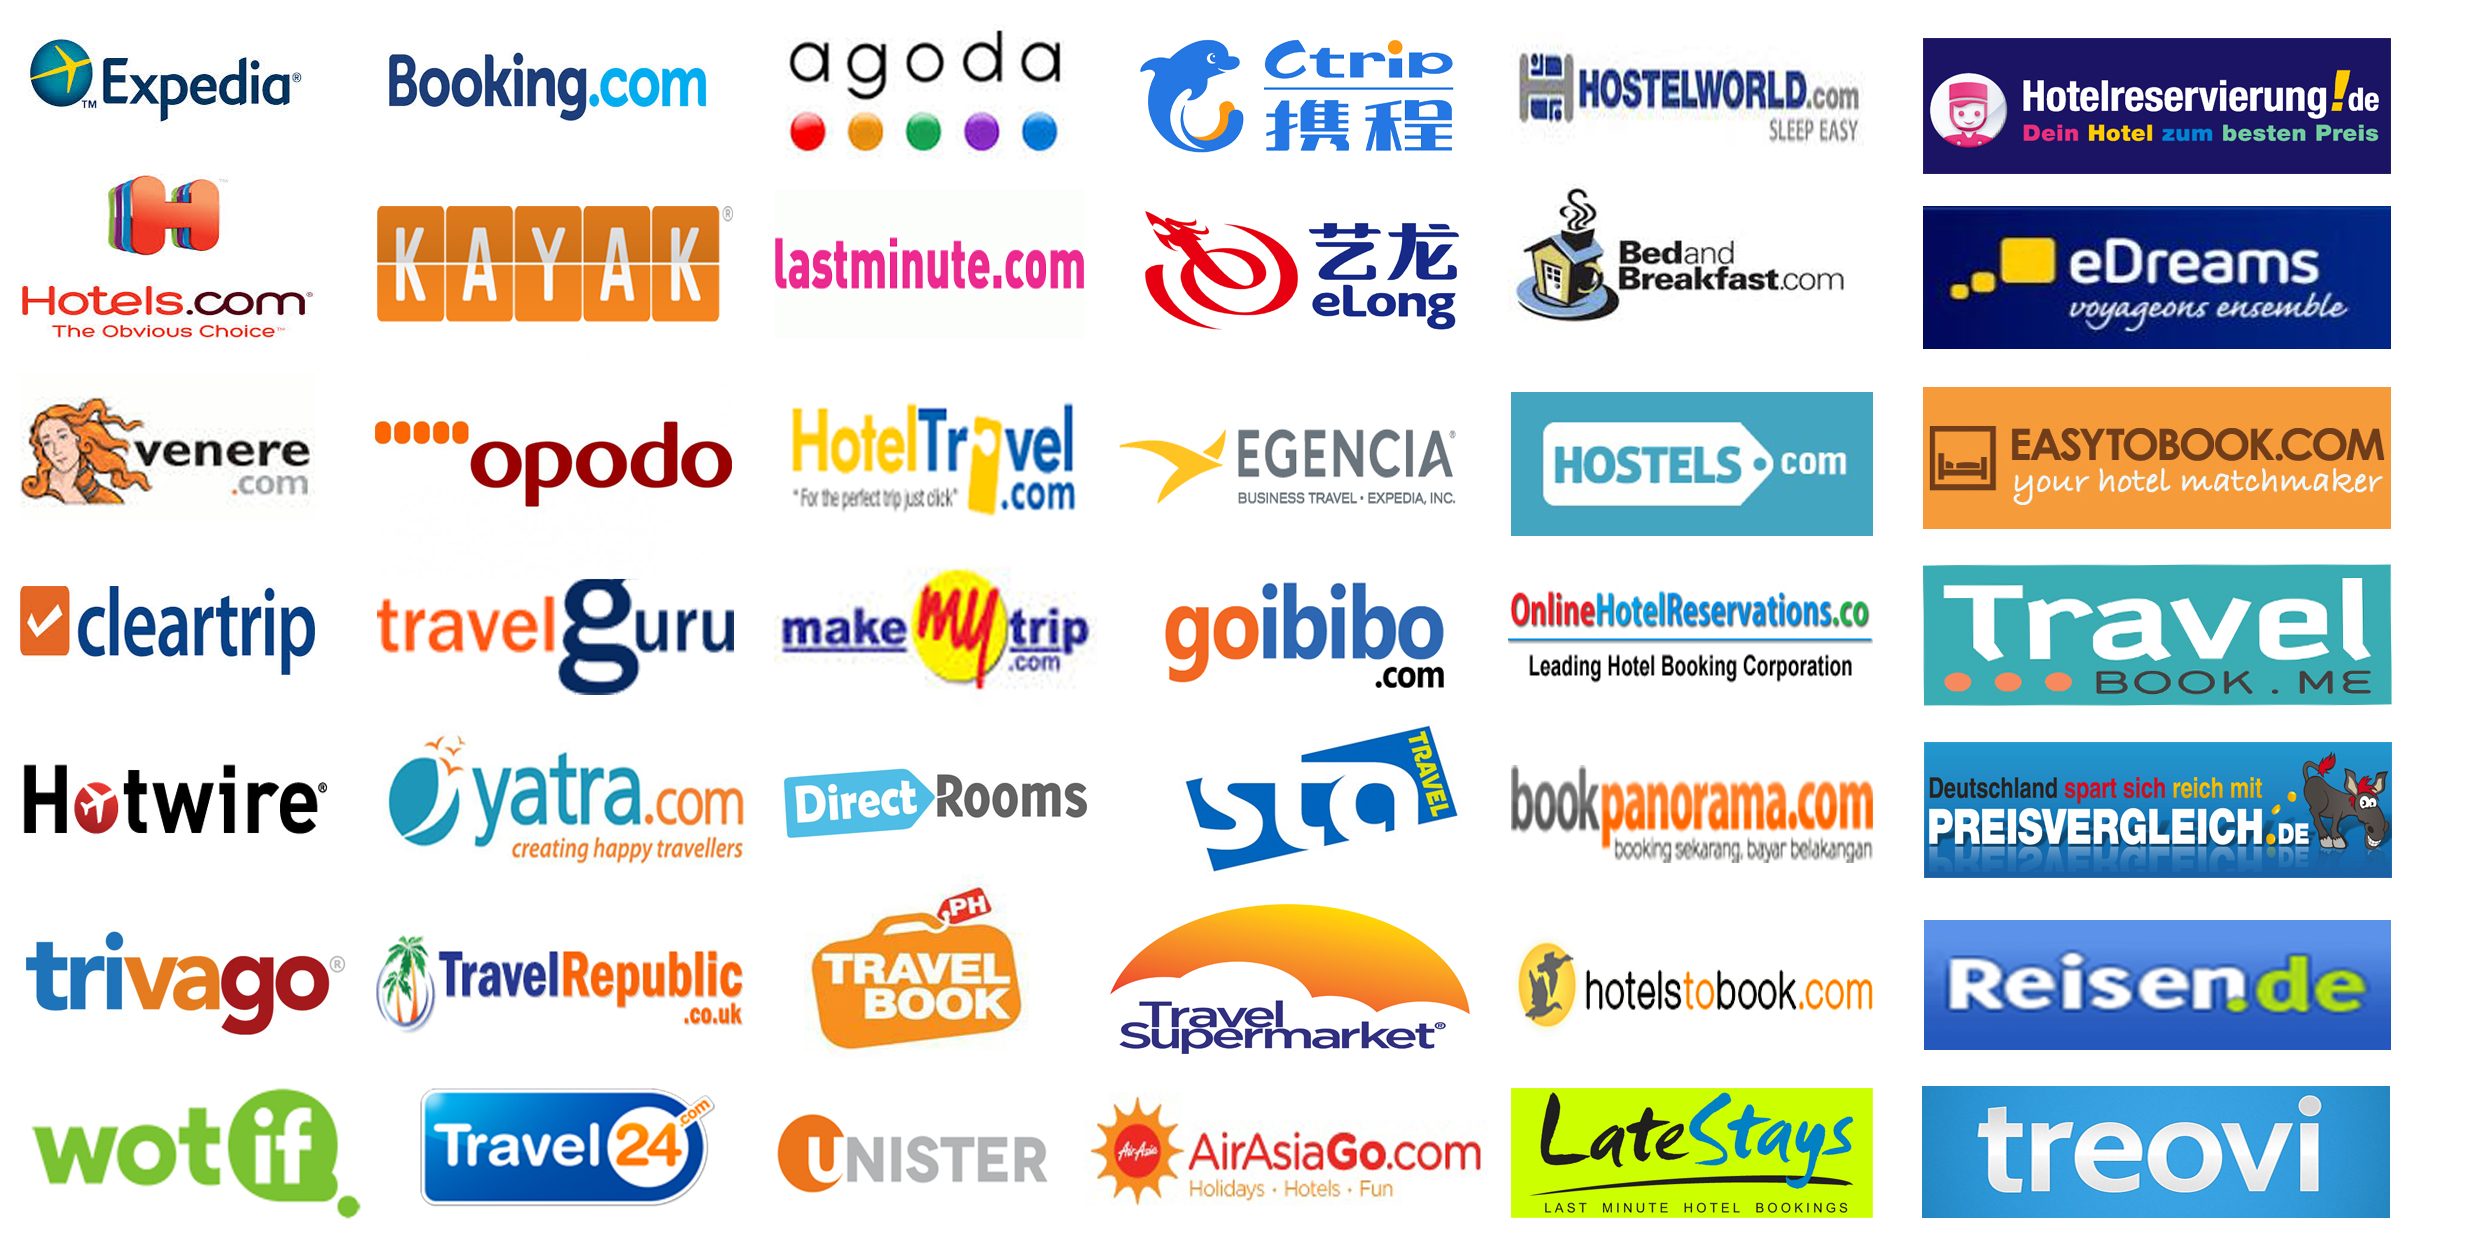 Expedia®
TM
Booking.com
agoda
Ctrip
携程
HOSTELWORLD.com
SLEEP EASY
Hotelreservierung!de
Dein Hotel zum besten Preis
H™
Hotels.com®
The Obvious Choice™
KAYAK®
lastminute.com
艺龙
eLong
Bedand
Breakfast.com
eDreams
voyageons ensemble
venere
.com
opodo
HotelTravel
.com
"For the perfect trip just click"
EGENCIA®
BUSINESS TRAVEL • EXPEDIA, INC.
HOSTELS com
EASYTOBOOK.COM
your hotel matchmaker
cleartrip
travelguru
make my trip
.com
goibibo
.com
OnlineHotelReservations.co
Leading Hotel Booking Corporation
Travel
BOOK.ME
Hotwire®
yatra.com
creating happy travellers
Direct Rooms
sta TRAVEL
bookpanorama.com
booking sekarang, bayar belakangan
Deutschland spart sich reich mit
PREISVERGLEICH.DE
trivago®
TravelRepublic
.co.uk
PH
TRAVEL
BOOK
Travel
Supermarket®
hotelstobook.com
Reisen.de
wotif
Travel24.com
UNISTER
AirAsia
AirAsiaGo.com
Holidays • Hotels • Fun
LateStays
LAST MINUTE HOTEL BOOKINGS
treovi